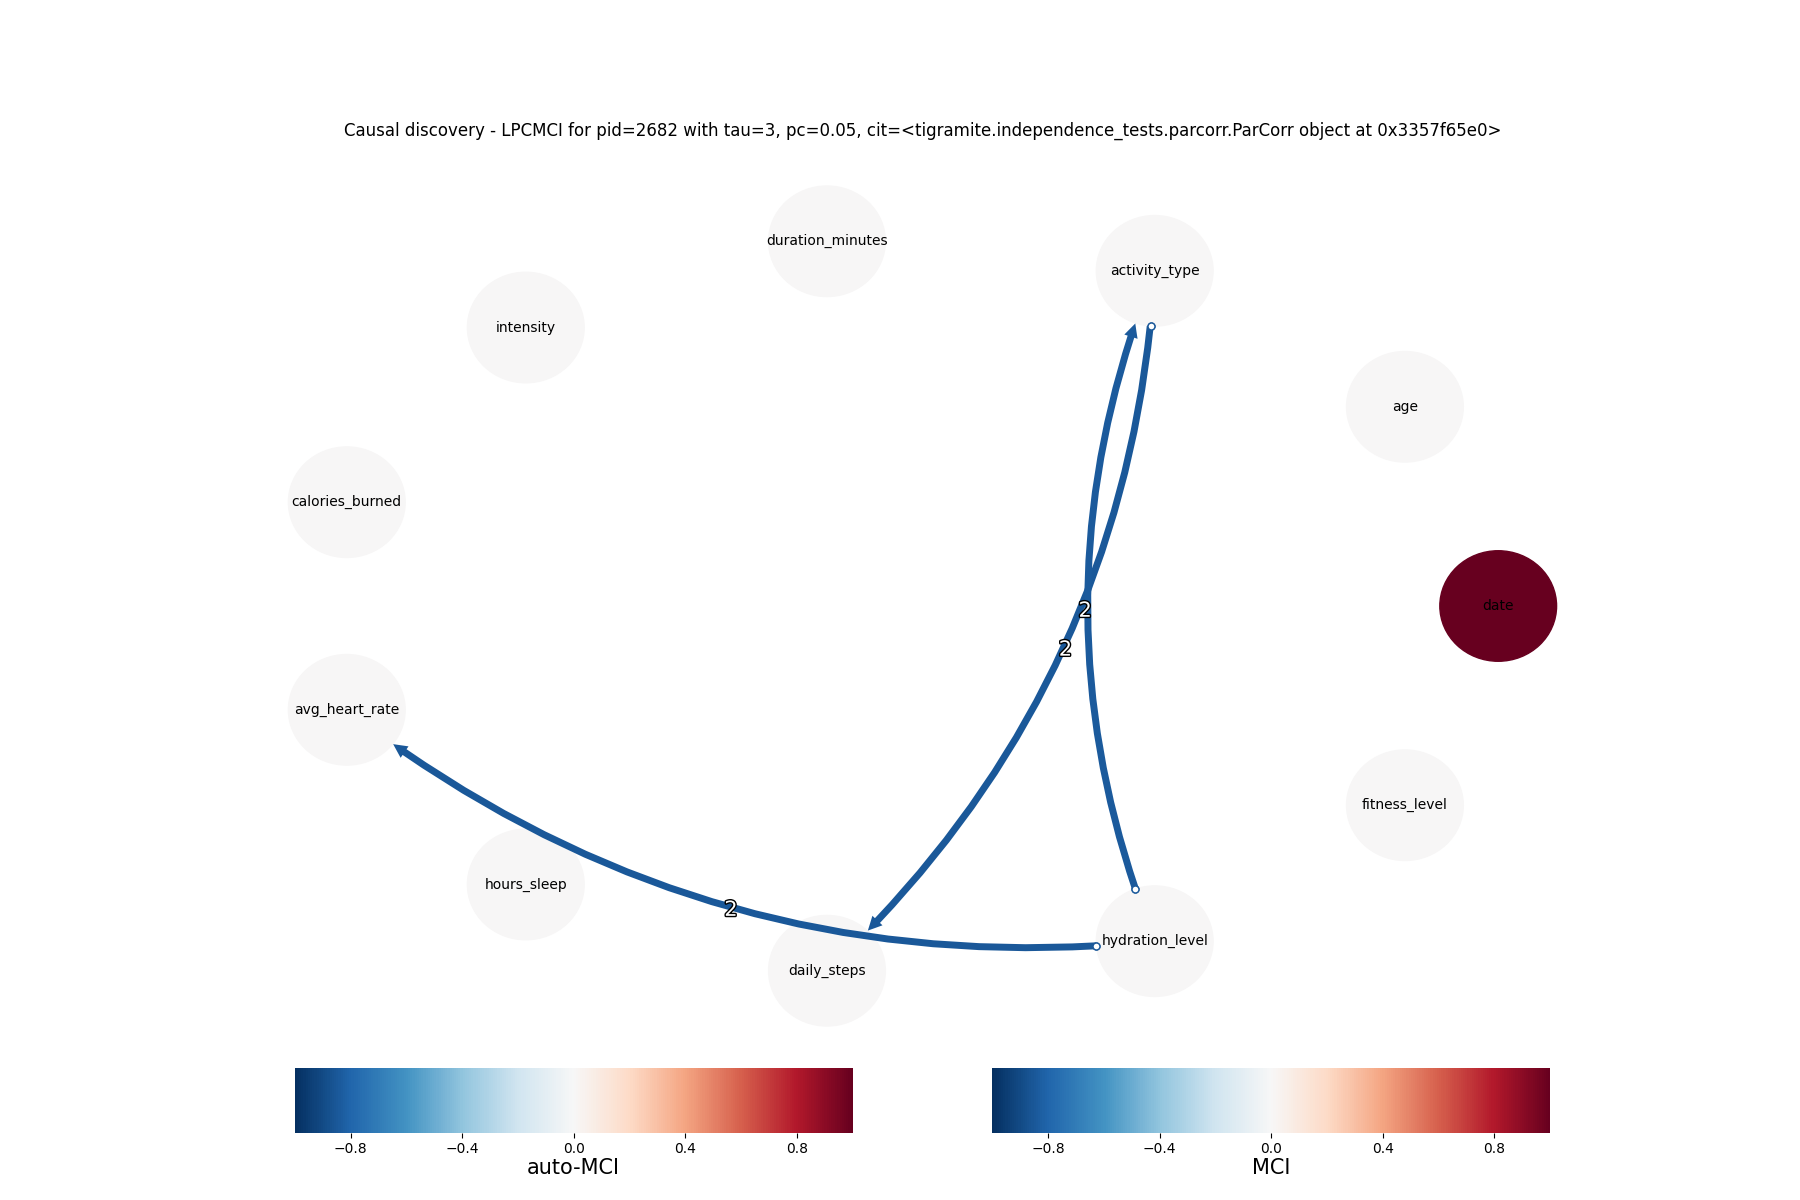 Causal discovery - LPCMCI for pid=2682 with tau=3, pc=0.05, cit=<tigramite.independence_tests.parcorr.ParCorr object at 0x3357f65e0>
duration_minutes
activity_type
intensity
age
calories_burned
date
2
2
avg_heart_rate
fitness_level
hours_sleep
2
hydration_level
daily_steps
−0.8 −0.4 0.0 0.4 0.8
auto-MCI
−0.8 −0.4 0.0 0.4 0.8
MCI